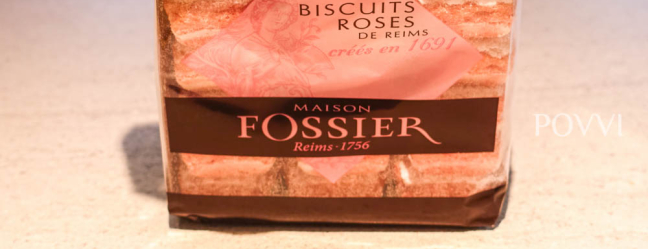 BISCUITS
ROSES
DE REIMS
créés en 1691
MAISON
FOSSIER
Reims·1756
POVVI